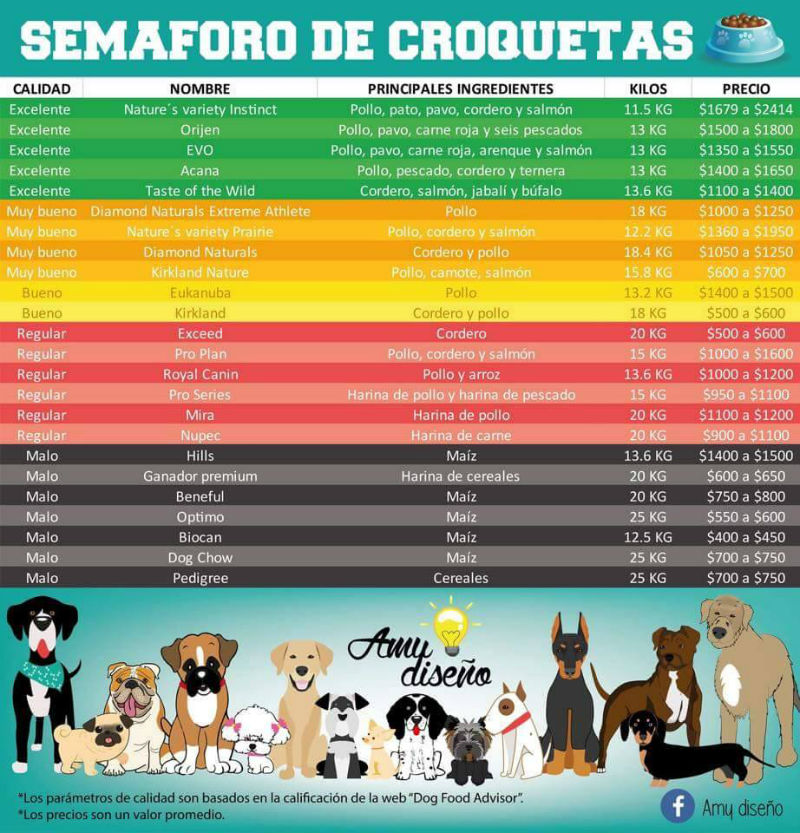 SEMAFORO DE CROQUETAS
CALIDAD NOMBRE PRINCIPALES INGREDIENTES KILOS PRECIO
Excelente Nature´s variety Instinct Pollo, pato, pavo, cordero y salmón 11.5 KG $1679 a $2414
Excelente Orijen Pollo, pavo, carne roja y seis pescados 13 KG $1500 a $1800
Excelente EVO Pollo, pavo, carne roja, arenque y salmón 13 KG $1350 a $1550
Excelente Acana Pollo, pescado, cordero y ternera 13 KG $1400 a $1650
Excelente Taste of the Wild Cordero, salmón, jabalí y búfalo 13.6 KG $1100 a $1400
Muy bueno Diamond Naturals Extreme Athlete Pollo 18 KG $1000 a $1250
Muy bueno Nature´s variety Prairie Pollo, cordero y salmón 12.2 KG $1360 a $1950
Muy bueno Diamond Naturals Cordero y pollo 18.4 KG $1050 a $1250
Muy bueno Kirkland Nature Pollo, camote, salmón 15.8 KG $600 a $700
Bueno Eukanuba Pollo 13.2 KG $1400 a $1500
Bueno Kirkland Cordero y pollo 18 KG $500 a $600
Regular Exceed Cordero 20 KG $500 a $600
Regular Pro Plan Pollo, cordero y salmón 15 KG $1000 a $1600
Regular Royal Canin Pollo y arroz 13.6 KG $1000 a $1200
Regular Pro Series Harina de pollo y harina de pescado 15 KG $950 a $1100
Regular Mira Harina de pollo 20 KG $1100 a $1200
Regular Nupec Harina de carne 20 KG $900 a $1100
Malo Hills Maíz 13.6 KG $1400 a $1500
Malo Ganador premium Harina de cereales 20 KG $600 a $650
Malo Beneful Maíz 20 KG $750 a $800
Malo Optimo Maíz 25 KG $550 a $600
Malo Biocan Maíz 12.5 KG $400 a $450
Malo Dog Chow Maíz 25 KG $700 a $750
Malo Pedigree Cereales 25 KG $700 a $750
Amy
diseño
*Los parámetros de calidad son basados en la calificación de la web "Dog Food Advisor".
*Los precios son un valor promedio.
f Amy diseño